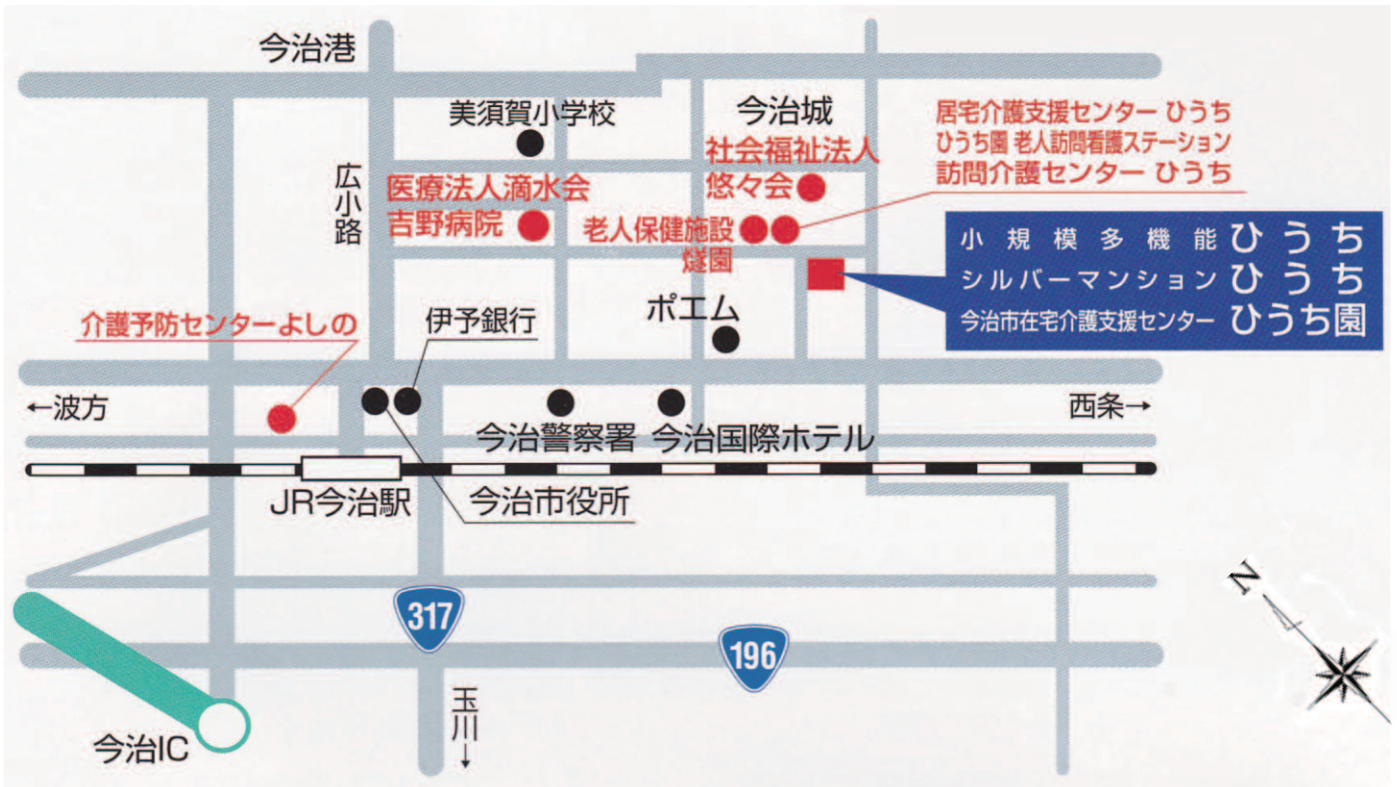 今治港
美須賀小学校
今治城
居宅介護支援センター ひうち
ひうち園 老人訪問看護ステーション
訪問介護センター ひうち
広小路
医療法人滴水会
吉野病院
社会福祉法人
悠々会
老人保健施設
燧園
小規模多機能 ひうち
シルバーマンション ひうち
今治市在宅介護支援センター ひうち園
ポエム
伊予銀行
介護予防センターよしの
←波方
西条→
今治警察署
今治国際ホテル
JR今治駅
今治市役所
317
196
玉川↓
今治IC
N